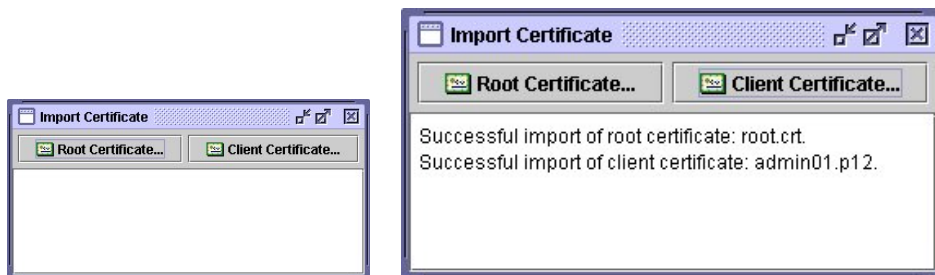 Import Certificate
Root Certificate... Client Certificate...
Import Certificate
Root Certificate... Client Certificate...
Successful import of root certificate: root.crt.
Successful import of client certificate: admin01.p12.